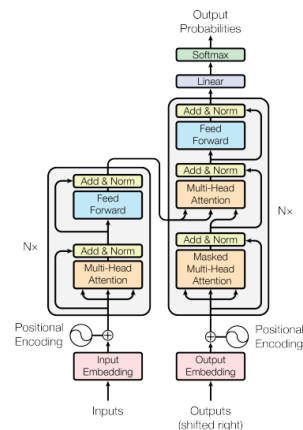 Output
Probabilities
Softmax
Linear
Add & Norm
Feed
Forward
Add & Norm
Multi-Head
Attention
Add & Norm
Masked
Multi-Head
Attention
Nx
Positional
Encoding
Output
Embedding
Outputs
(shifted right)
Add & Norm
Feed
Forward
Add & Norm
Multi-Head
Attention
Nx
Positional
Encoding
Input
Embedding
Inputs